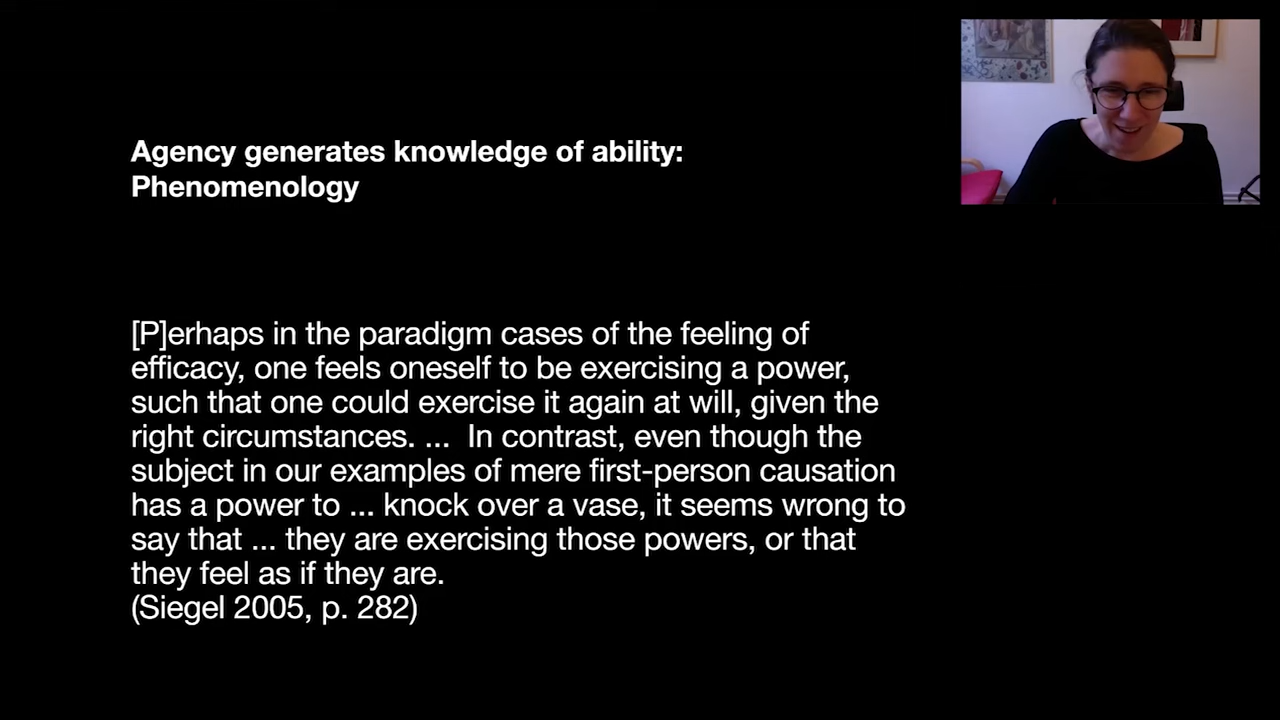 Agency generates knowledge of ability:
Phenomenology
[P]erhaps in the paradigm cases of the feeling of
efficacy, one feels oneself to be exercising a power,
such that one could exercise it again at will, given the
right circumstances. ...  In contrast, even though the
subject in our examples of mere first-person causation
has a power to ... knock over a vase, it seems wrong to
say that ... they are exercising those powers, or that
they feel as if they are.
(Siegel 2005, p. 282)